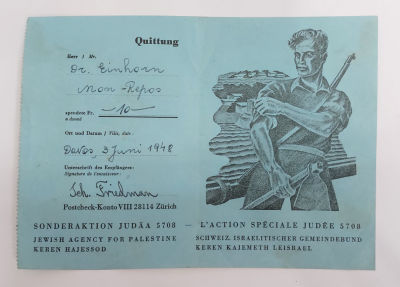 Quittung
Herr / Mr.
Dr. Einhorn
Mon-Repos
spendete Fr. -10-
a donné
Ort und Datum / Ville, date:
Davos, 3 Juni 1948
Unterschrift des Empfängers:
Signature de l'encaisseur:
Sch. Friedman
Postcheck-Konto VIII 28114 Zürich
SONDERAKTION JUDÄA 5708 — L'ACTION SPÉCIALE JUDÉE 5708
JEWISH AGENCY FOR PALESTINE
KEREN HAJESSOD
SCHWEIZ. ISRAELITISCHER GEMEINDEBUND
KEREN KAJEMETH LEISRAEL